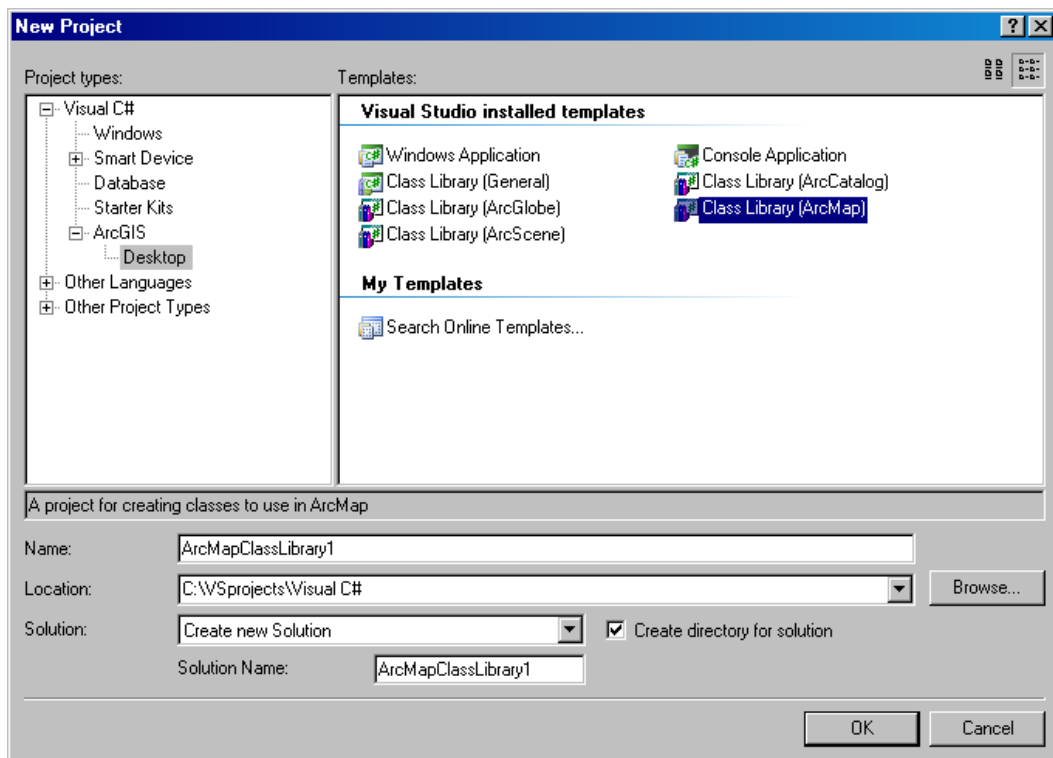 New Project
Project types:
Templates:
Visual C#
Windows
Smart Device
Database
Starter Kits
ArcGIS
Desktop
Other Languages
Other Project Types
Visual Studio installed templates
Windows Application
Console Application
Class Library (General)
Class Library (ArcCatalog)
Class Library (ArcGlobe)
Class Library (ArcMap)
Class Library (ArcScene)
My Templates
Search Online Templates...
A project for creating classes to use in ArcMap
Name:
ArcMapClassLibrary1
Location:
C:\VSprojects\Visual C#
Browse...
Solution:
Create new Solution
Create directory for solution
Solution Name:
ArcMapClassLibrary1
OK
Cancel